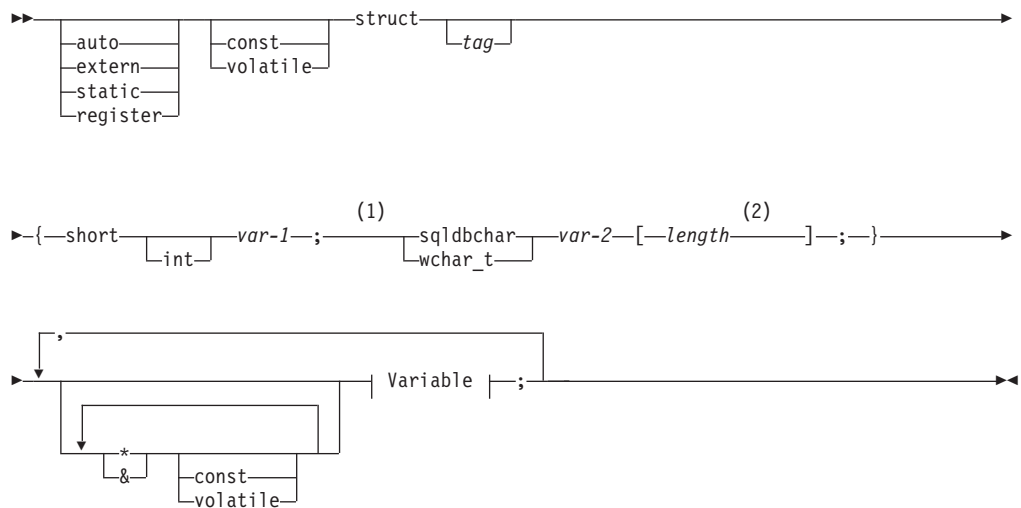 struct
auto const tag
extern volatile
static
register
(1) (2)
{ short var-1 ; sqldbchar var-2 [ length ] ; }
int wchar_t
,
Variable ;
*
& const
volatile